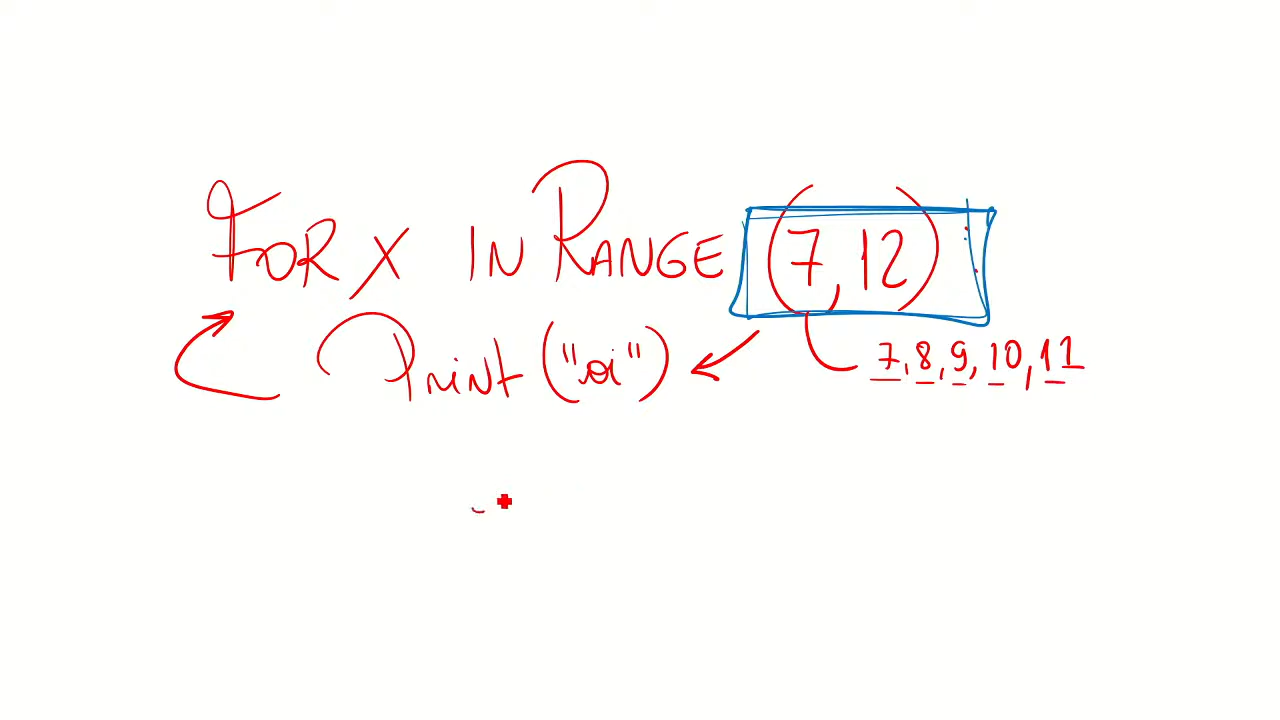 FOR X IN RANGE (7,12) :
Print ("oi")
7, 8, 9, 10, 11